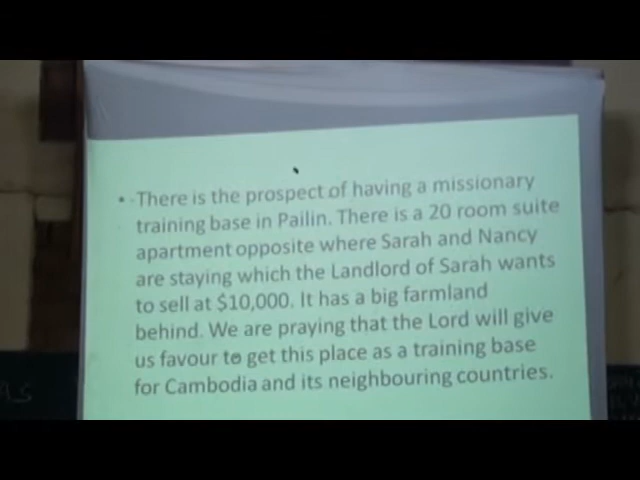 • There is the prospect of having a missionary
training base in Pailin. There is a 20 room suite
apartment opposite where Sarah and Nancy
are staying which the Landlord of Sarah wants
to sell at $10,000. It has a big farmland
behind. We are praying that the Lord will give
us favour to get this place as a training base
for Cambodia and its neighbouring countries.